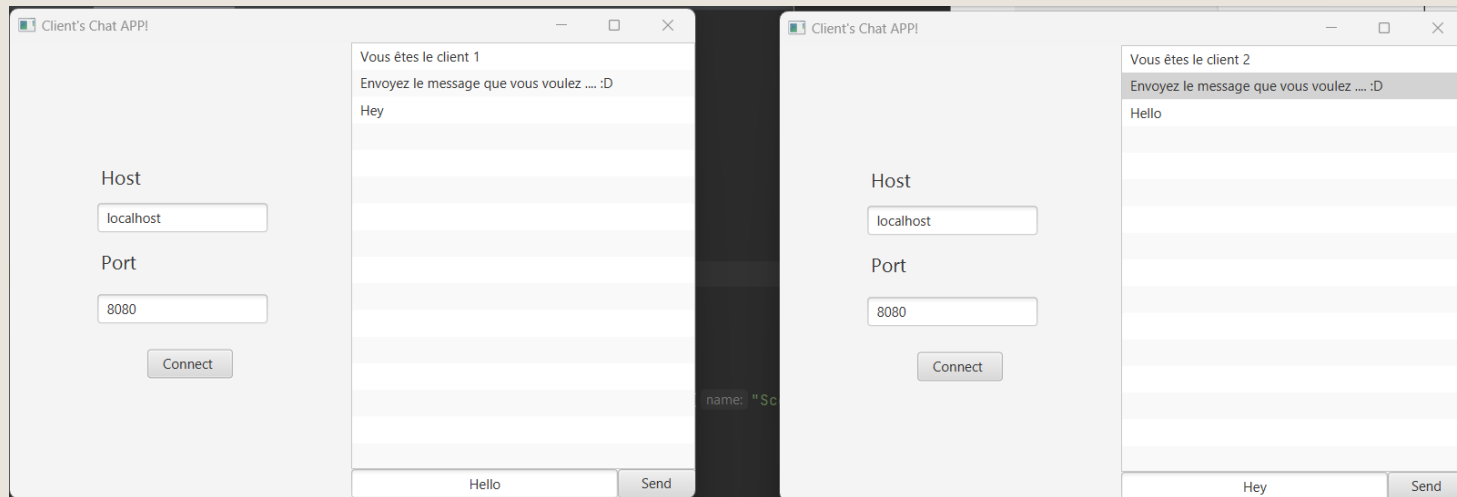 Client's Chat APP!
Vous êtes le client 1
Envoyez le message que vous voulez .... :D
Hey
Host
localhost
Port
8080
Connect
Hello
Send
name: "Sc
Client's Chat APP!
Vous êtes le client 2
Envoyez le message que vous voulez .... :D
Hello
Host
localhost
Port
8080
Connect
Hey
Send